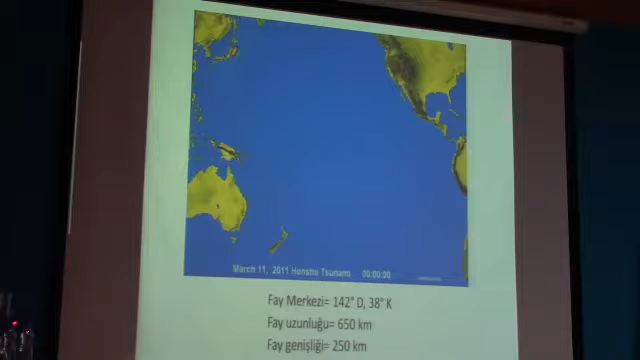 March 11, 2011 Honshu Tsunami 00:00:00
Fay Merkezi= 142° D, 38° K
Fay uzunluğu= 650 km
Fay genişliği= 250 km